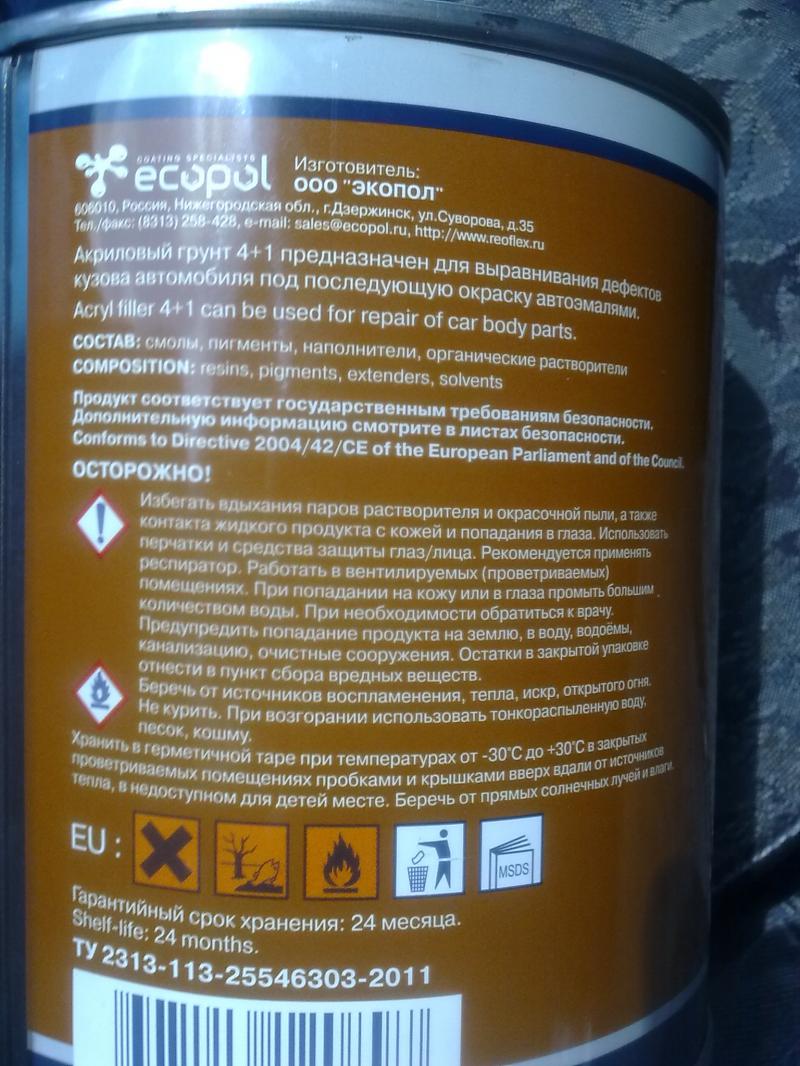 COATING SPECIALISTS
ecopol
Изготовитель:
ООО "ЭКОПОЛ"
606010, Россия, Нижегородская обл., г.Дзержинск, ул.Суворова, д.35
Тел./факс: (8313) 258-428, e-mail: sales@ecopol.ru, http://www.reoflex.ru
Акриловый грунт 4+1 предназначен для выравнивания дефектов
кузова автомобиля под последующую окраску автоэмалями.
Acryl filler 4+1 can be used for repair of car body parts.
СОСТАВ: смолы, пигменты, наполнители, органические растворители
COMPOSITION: resins, pigments, extenders, solvents
Продукт соответствует государственным требованиям безопасности.
Дополнительную информацию смотрите в листах безопасности.
Conforms to Directive 2004/42/CE of the European Parliament and of the Council.
ОСТОРОЖНО!
Избегать вдыхания паров растворителя и окрасочной пыли, а также
контакта жидкого продукта с кожей и попадания в глаза. Использовать
перчатки и средства защиты глаз/лица. Рекомендуется применять
респиратор. Работать в вентилируемых (проветриваемых)
помещениях. При попадании на кожу или в глаза промыть большим
количеством воды. При необходимости обратиться к врачу.
Предупредить попадание продукта на землю, в воду, водоёмы,
канализацию, очистные сооружения. Остатки в закрытой упаковке
отнести в пункт сбора вредных веществ.
Беречь от источников воспламенения, тепла, искр, открытого огня.
Не курить. При возгорании использовать тонкораспыленную воду,
песок, кошму.
Хранить в герметичной таре при температурах от -30°C до +30°C в закрытых
проветриваемых помещениях пробками и крышками вверх вдали от источников
тепла, в недоступном для детей месте. Беречь от прямых солнечных лучей и влаги.
EU :
MSDS
Гарантийный срок хранения: 24 месяца.
Shelf-life: 24 months.
ТУ 2313-113-25546303-2011